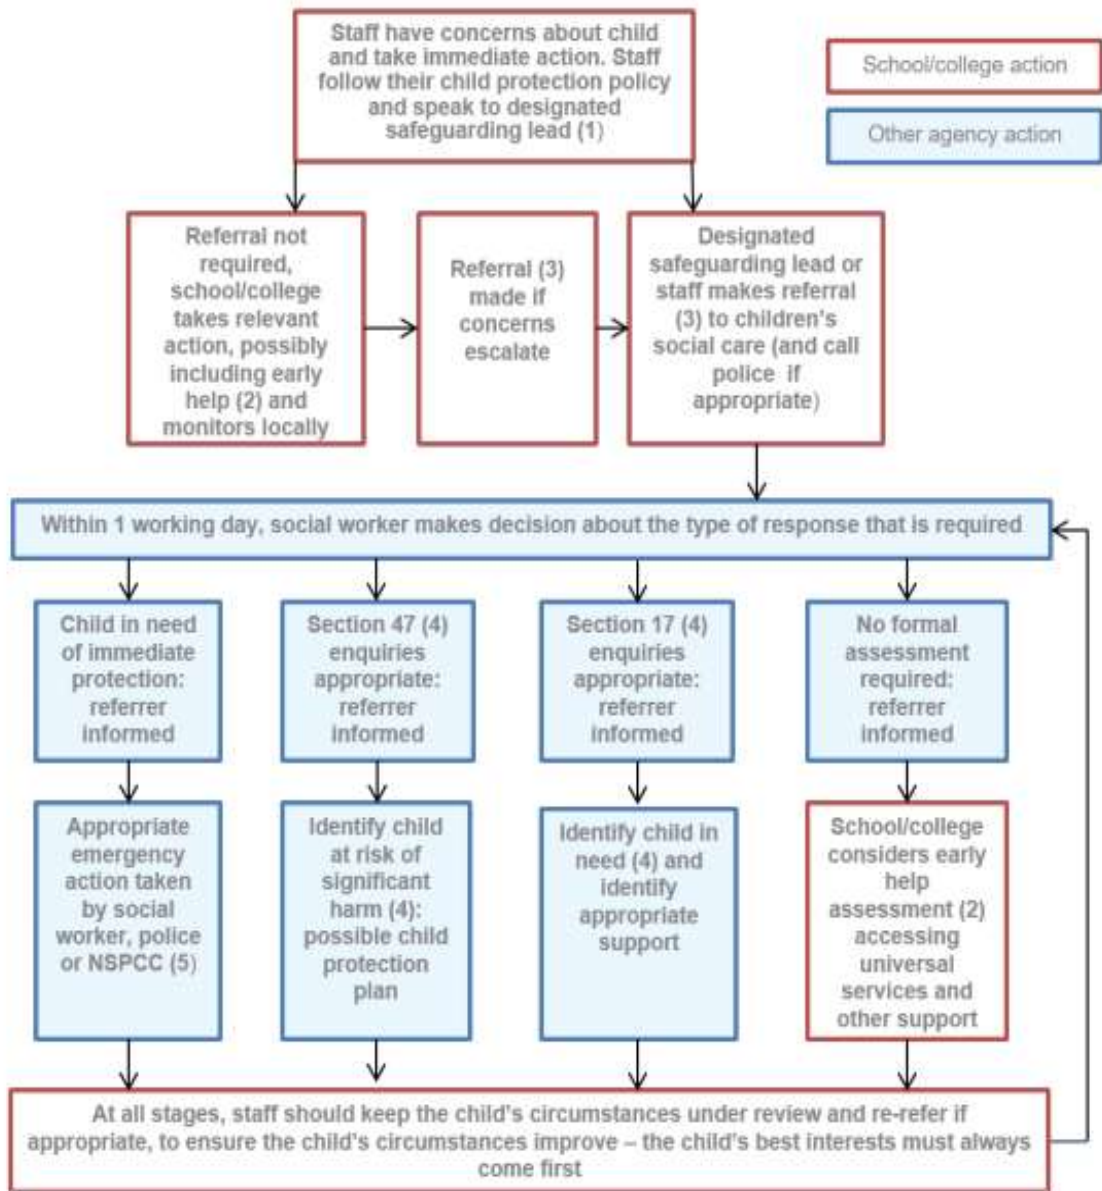 Staff have concerns about child
and take immediate action. Staff
follow their child protection policy
and speak to designated
safeguarding lead (1)
School/college action
Other agency action
Referral not
required,
school/college
takes relevant
action, possibly
including early
help (2) and
monitors locally
Referral (3)
made if
concerns
escalate
Designated
safeguarding lead or
staff makes referral
(3) to children's
social care (and call
police if
appropriate)
Within 1 working day, social worker makes decision about the type of response that is required
Child in need
of immediate
protection:
referrer
informed
Section 47 (4)
enquiries
appropriate:
referrer
informed
Section 17 (4)
enquiries
appropriate:
referrer
informed
No formal
assessment
required:
referrer
informed
Appropriate
emergency
action taken
by social
worker, police
or NSPCC (5)
Identify child
at risk of
significant
harm (4):
possible child
protection
plan
Identify child in
need (4) and
identify
appropriate
support
School/college
considers early
help
assessment (2)
accessing
universal
services and
other support
At all stages, staff should keep the child's circumstances under review and re-refer if
appropriate, to ensure the child's circumstances improve – the child's best interests must always
come first